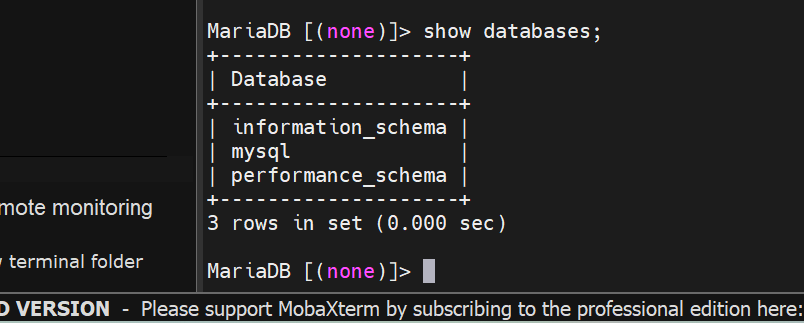 MariaDB [(none)]> show databases;
+--------------------+
| Database           |
+--------------------+
| information_schema |
| mysql              |
| performance_schema |
+--------------------+
3 rows in set (0.000 sec)
mote monitoring
terminal folder
MariaDB [(none)]>
D VERSION - Please support MobaXterm by subscribing to the professional edition here: